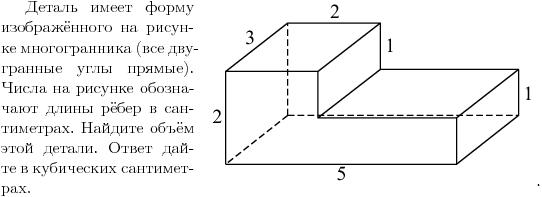 Деталь имеет форму
изображённого на рисун-
ке многогранника (все дву-
гранные углы прямые).
Числа на рисунке обозна-
чают длины рёбер в сан-
тиметрах. Найдите объём
этой детали. Ответ дай-
те в кубических сантимет-
рах.
2
3
1
2
1
5
.